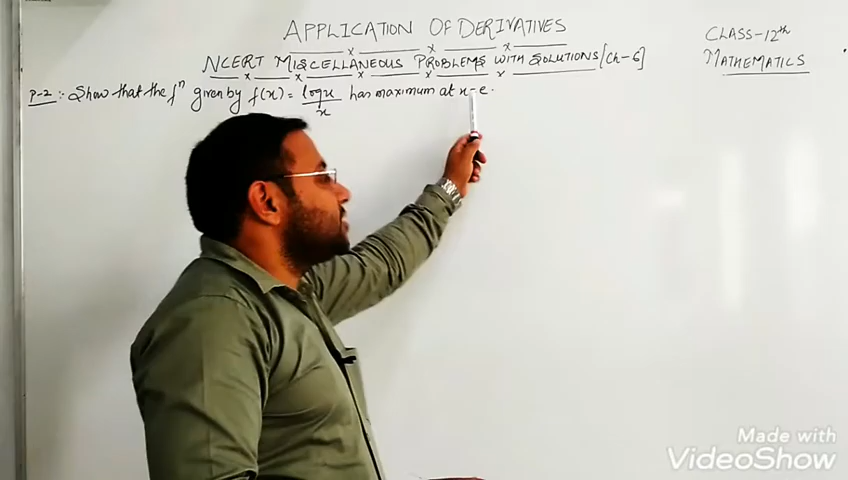 APPLICATION OF DERIVATIVES
CLASS-12th
NCERT MISCELLANEOUS PROBLEMS WITH SOLUTIONS [Ch-6]
MATHEMATICS
P-2 :- Show that the fⁿ given by f(x) = logx/x has maximum at x=e.
Made with
VideoShow